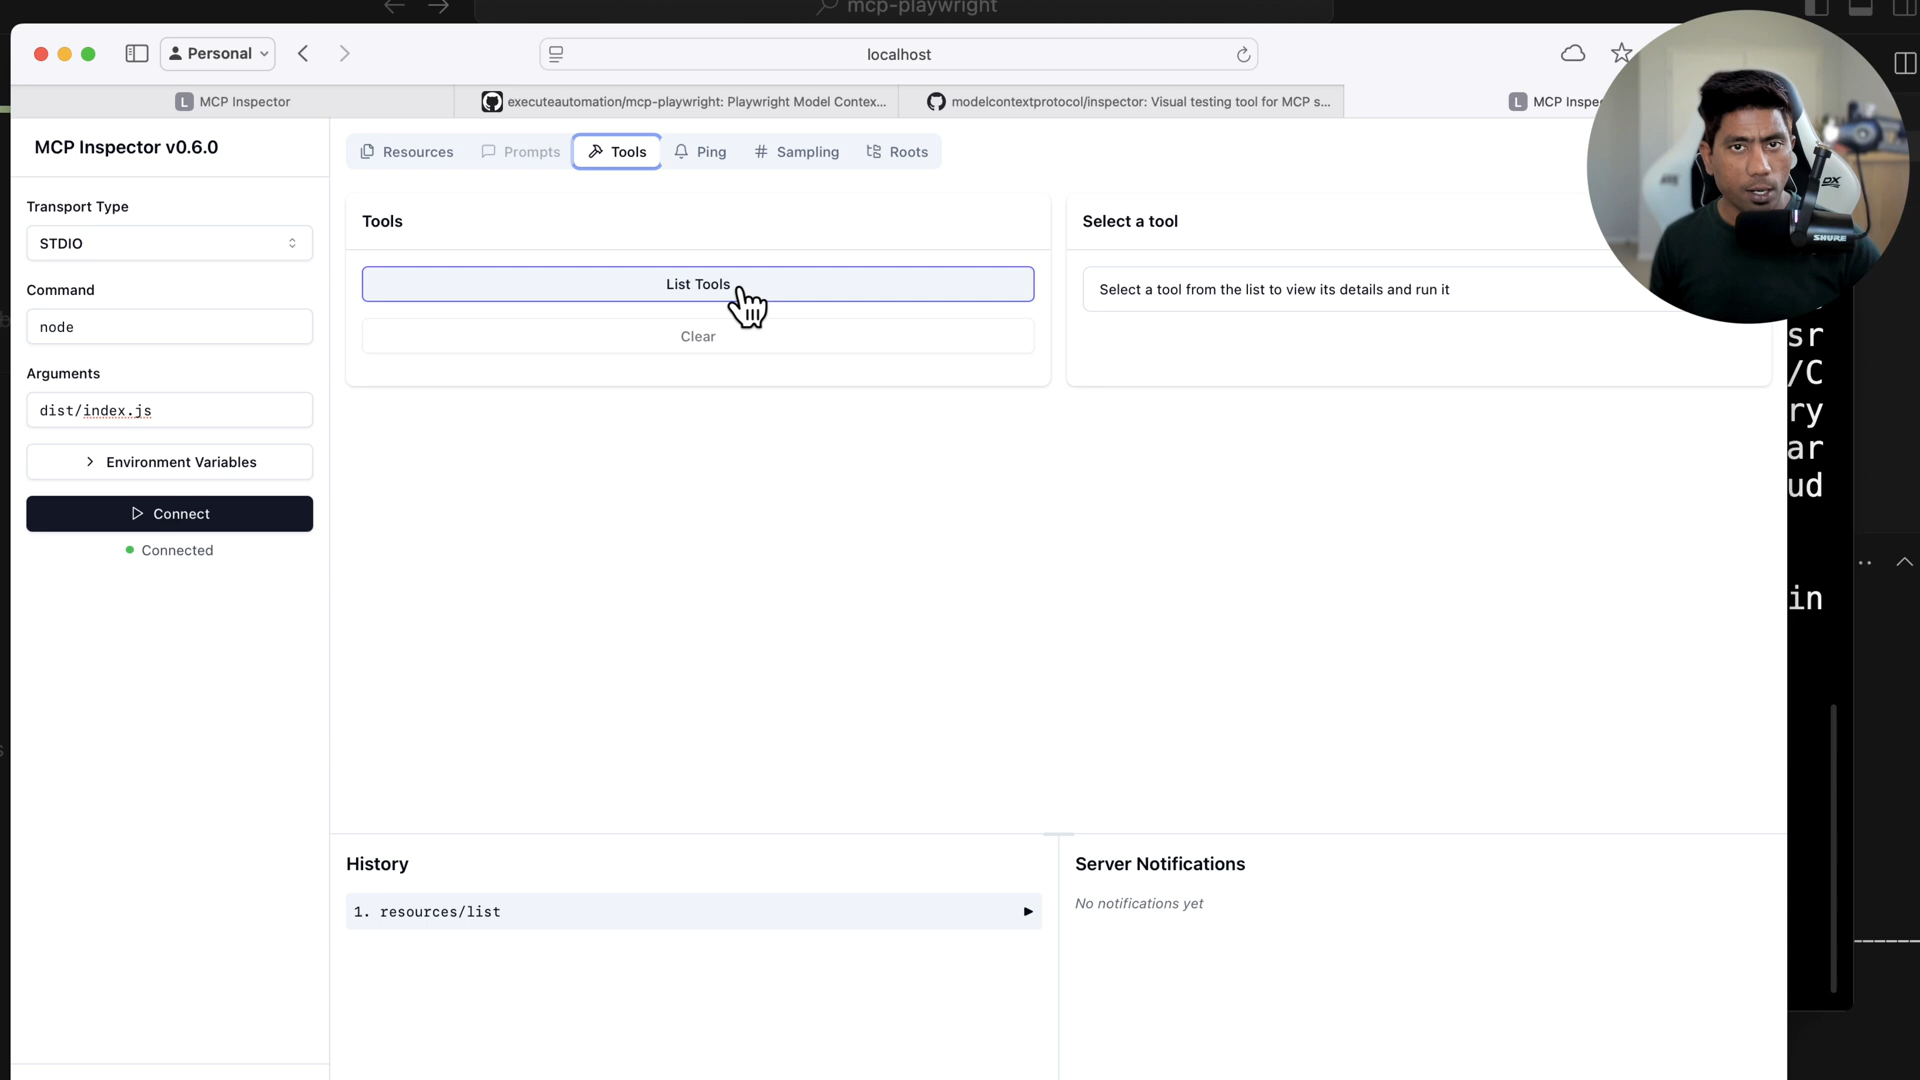 mcp-playwright
Personal
localhost
MCP Inspector
executeautomation/mcp-playwright: Playwright Model Contex...
modelcontextprotocol/inspector: Visual testing tool for MCP s...
MCP Inspe
MCP Inspector v0.6.0
Resources
Prompts
Tools
Ping
Sampling
Roots
Transport Type
STDIO
Command
node
Arguments
dist/index.js
Environment Variables
Connect
Connected
Tools
List Tools
Clear
Select a tool
Select a tool from the list to view its details and run it
DX
SHURE
sr
/C
ry
ar
ud
in
History
1. resources/list
Server Notifications
No notifications yet